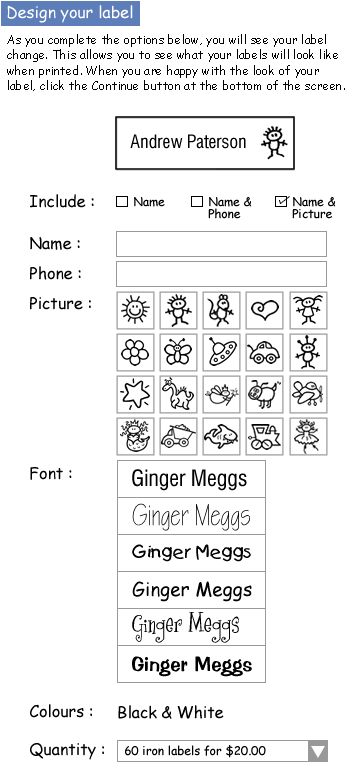 Design your label
As you complete the options below, you will see your label
change. This allows you to see what your labels will look like
when printed. When you are happy with the look of your
label, click the Continue button at the bottom of the screen.
Andrew Paterson
Include : Name Name & Phone Name & Picture
Name :
Phone :
Picture :
Font : Ginger Meggs
Ginger Meggs
Ginger Meggs
Ginger Meggs
Ginger Meggs
Ginger Meggs
Colours : Black & White
Quantity : 60 iron labels for $20.00